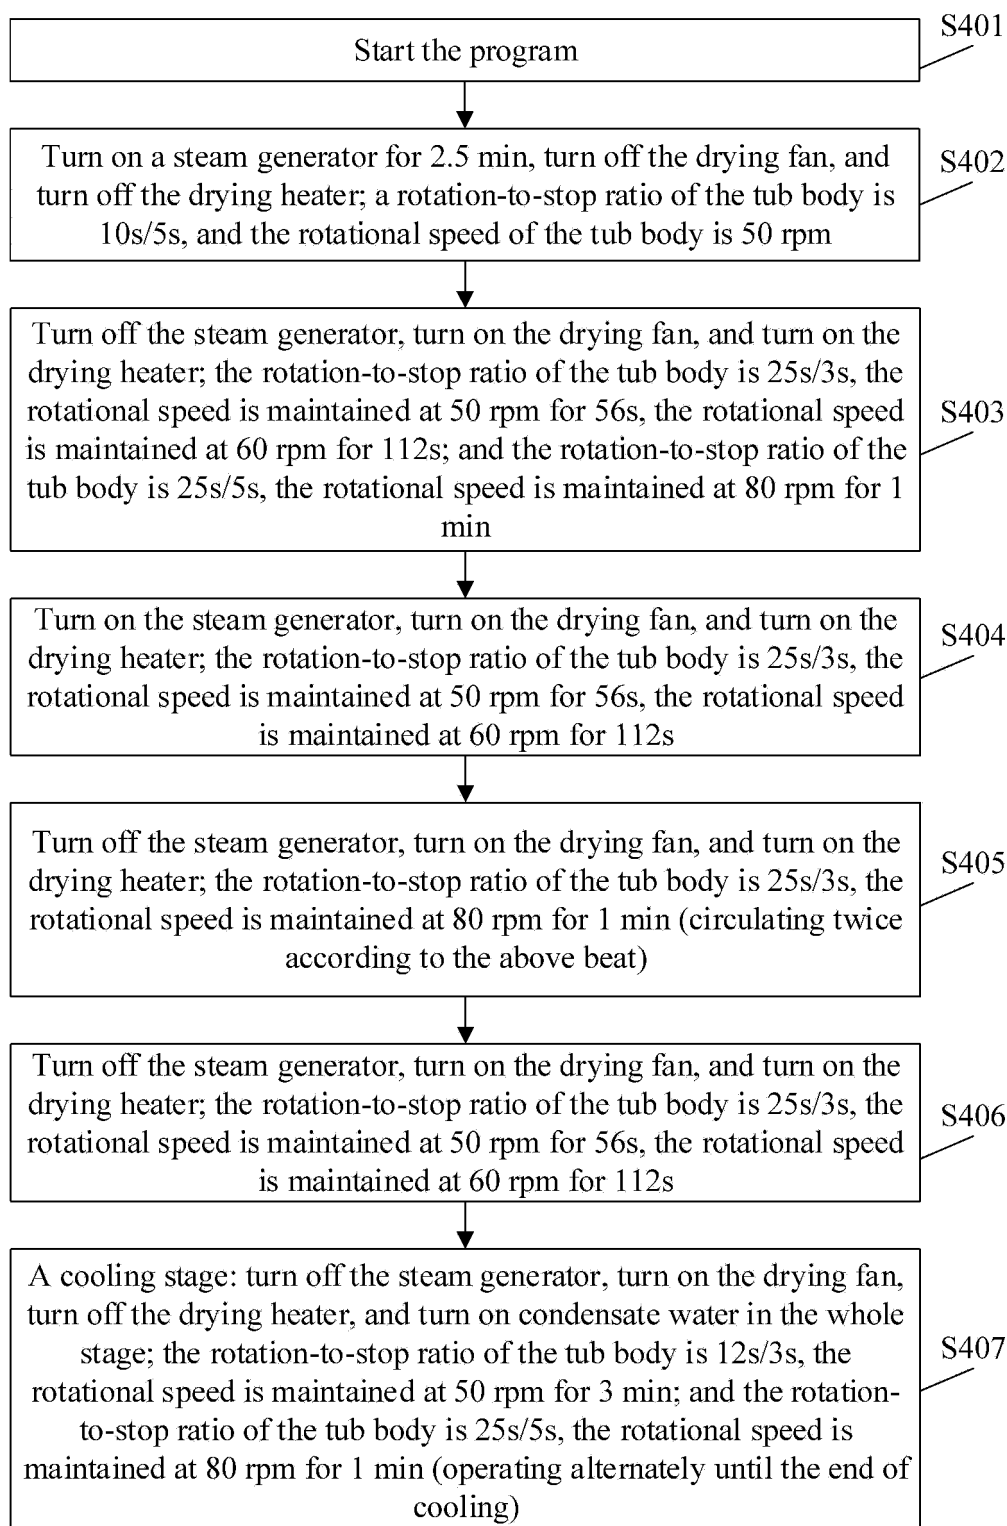 S401
Start the program
S402
Turn on a steam generator for 2.5 min, turn off the drying fan, and
turn off the drying heater; a rotation-to-stop ratio of the tub body is
10s/5s, and the rotational speed of the tub body is 50 rpm
S403
Turn off the steam generator, turn on the drying fan, and turn on the
drying heater; the rotation-to-stop ratio of the tub body is 25s/3s, the
rotational speed is maintained at 50 rpm for 56s, the rotational speed
is maintained at 60 rpm for 112s; and the rotation-to-stop ratio of the
tub body is 25s/5s, the rotational speed is maintained at 80 rpm for 1
min
S404
Turn on the steam generator, turn on the drying fan, and turn on the
drying heater; the rotation-to-stop ratio of the tub body is 25s/3s, the
rotational speed is maintained at 50 rpm for 56s, the rotational speed
is maintained at 60 rpm for 112s
S405
Turn off the steam generator, turn on the drying fan, and turn on the
drying heater; the rotation-to-stop ratio of the tub body is 25s/3s, the
rotational speed is maintained at 80 rpm for 1 min (circulating twice
according to the above beat)
S406
Turn off the steam generator, turn on the drying fan, and turn on the
drying heater; the rotation-to-stop ratio of the tub body is 25s/3s, the
rotational speed is maintained at 50 rpm for 56s, the rotational speed
is maintained at 60 rpm for 112s
S407
A cooling stage: turn off the steam generator, turn on the drying fan,
turn off the drying heater, and turn on condensate water in the whole
stage; the rotation-to-stop ratio of the tub body is 12s/3s, the
rotational speed is maintained at 50 rpm for 3 min; and the rotation-
to-stop ratio of the tub body is 25s/5s, the rotational speed is
maintained at 80 rpm for 1 min (operating alternately until the end of
cooling)